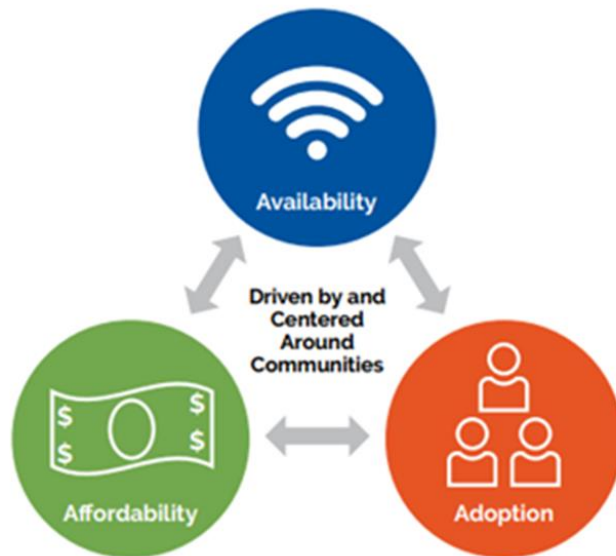 Availability
Driven by and
Centered
Around
Communities
$ $
$ $
Affordability
Adoption